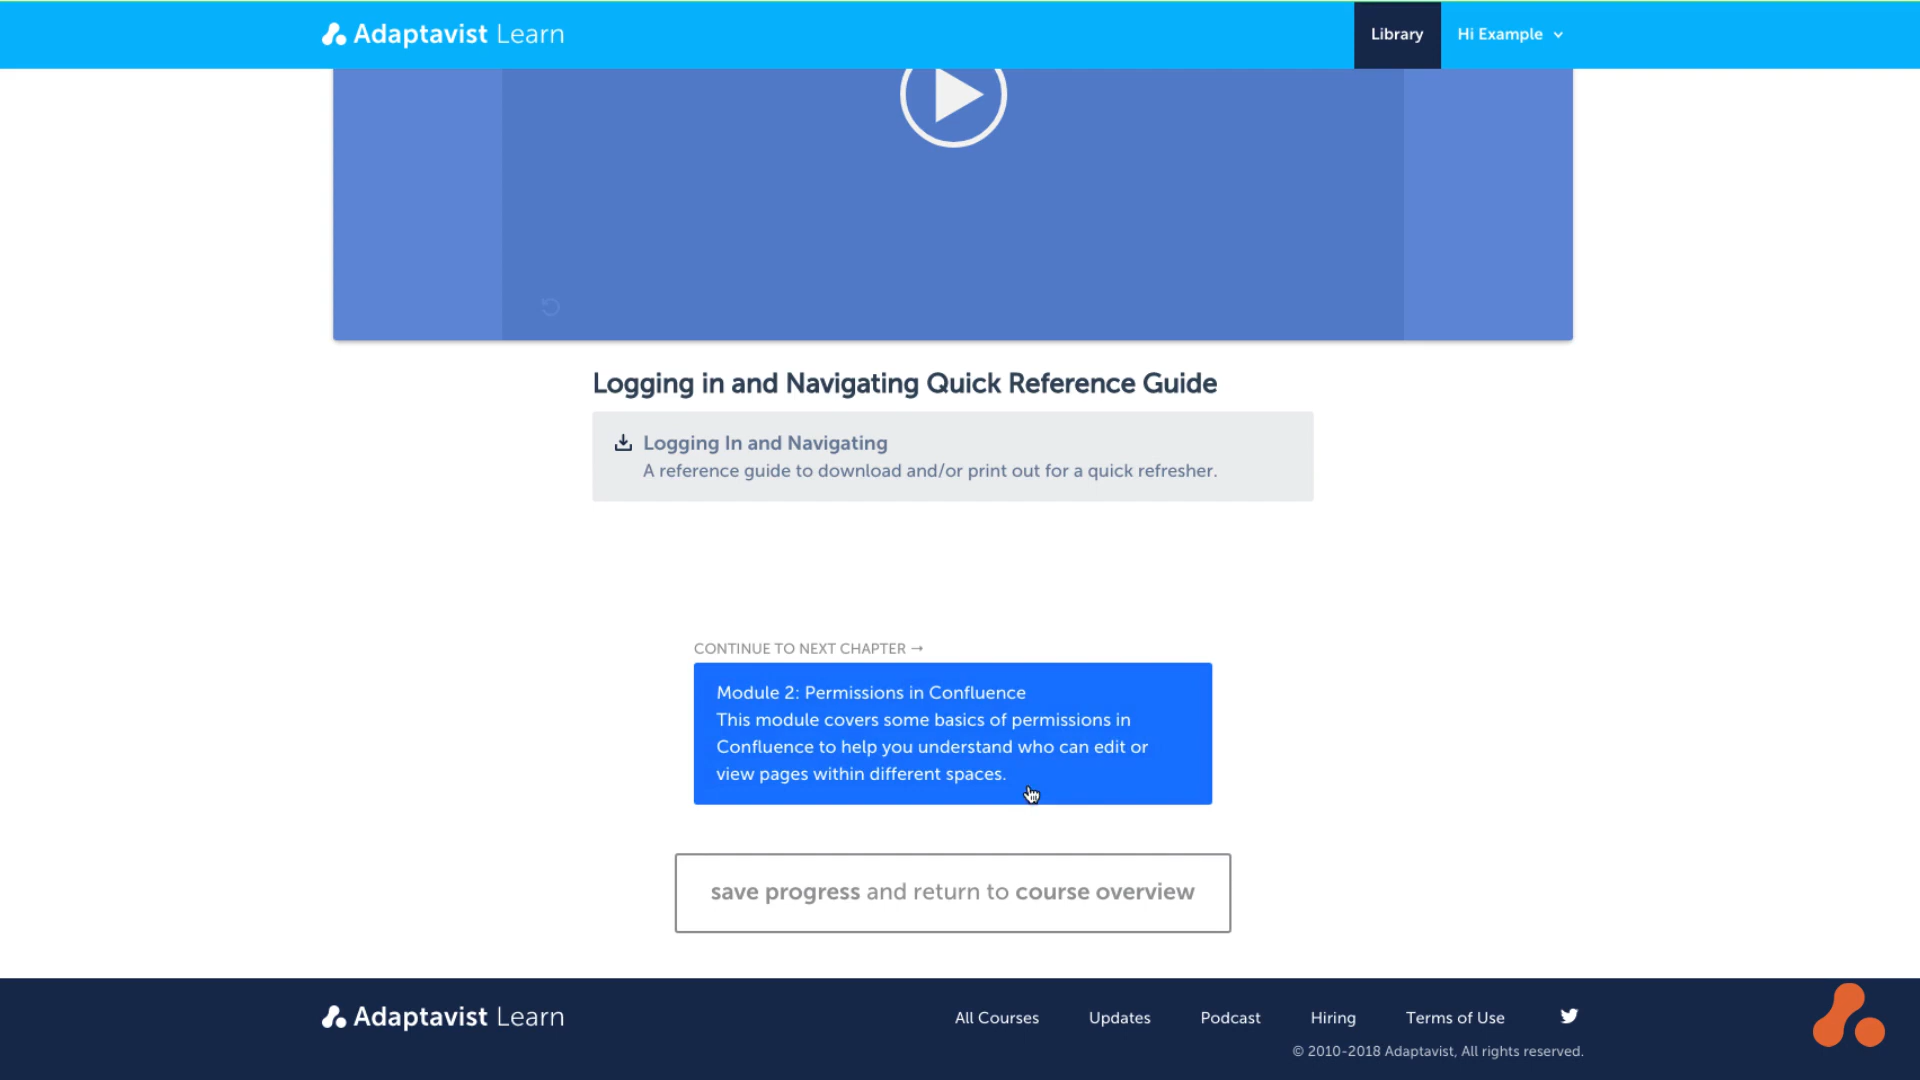 Adaptavist Learn
Library
Hi Example
Logging in and Navigating Quick Reference Guide
Logging In and Navigating
A reference guide to download and/or print out for a quick refresher.
CONTINUE TO NEXT CHAPTER →
Module 2: Permissions in Confluence
This module covers some basics of permissions in
Confluence to help you understand who can edit or
view pages within different spaces.
save progress and return to course overview
Adaptavist Learn
All Courses
Updates
Podcast
Hiring
Terms of Use
© 2010-2018 Adaptavist, All rights reserved.